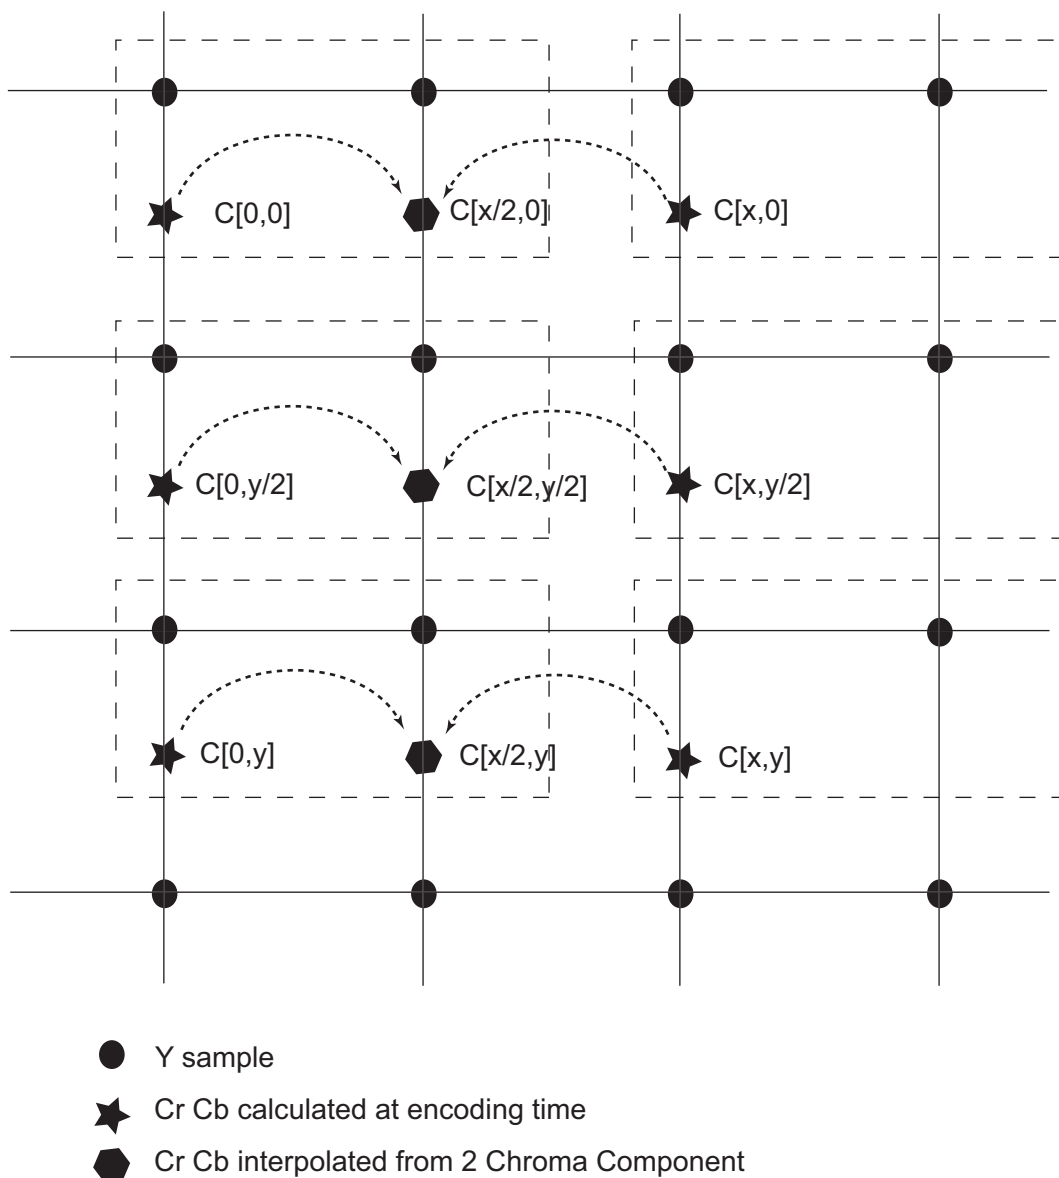 C[0,0] C[x/2,0] C[x,0]
C[0,y/2] C[x/2,y/2] C[x,y/2]
C[0,y] C[x/2,y] C[x,y]
Y sample
Cr Cb calculated at encoding time
Cr Cb interpolated from 2 Chroma Component